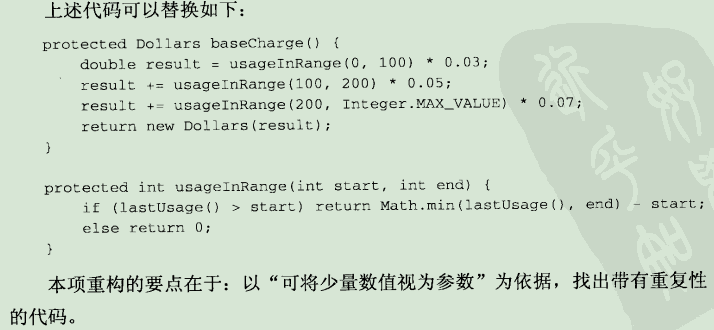 上述代码可以替换如下：
protected Dollars baseCharge() {
double result = usageInRange(0, 100) * 0.03;
result += usageInRange(100, 200) * 0.05;
result += usageInRange(200, Integer.MAX_VALUE) * 0.07;
return new Dollars(result);
}
protected int usageInRange(int start, int end) {
if (lastUsage() > start) return Math.min(lastUsage(), end) - start;
else return 0;
}
本项重构的要点在于：以“可将少量数值视为参数”为依据，找出带有重复性
的代码。